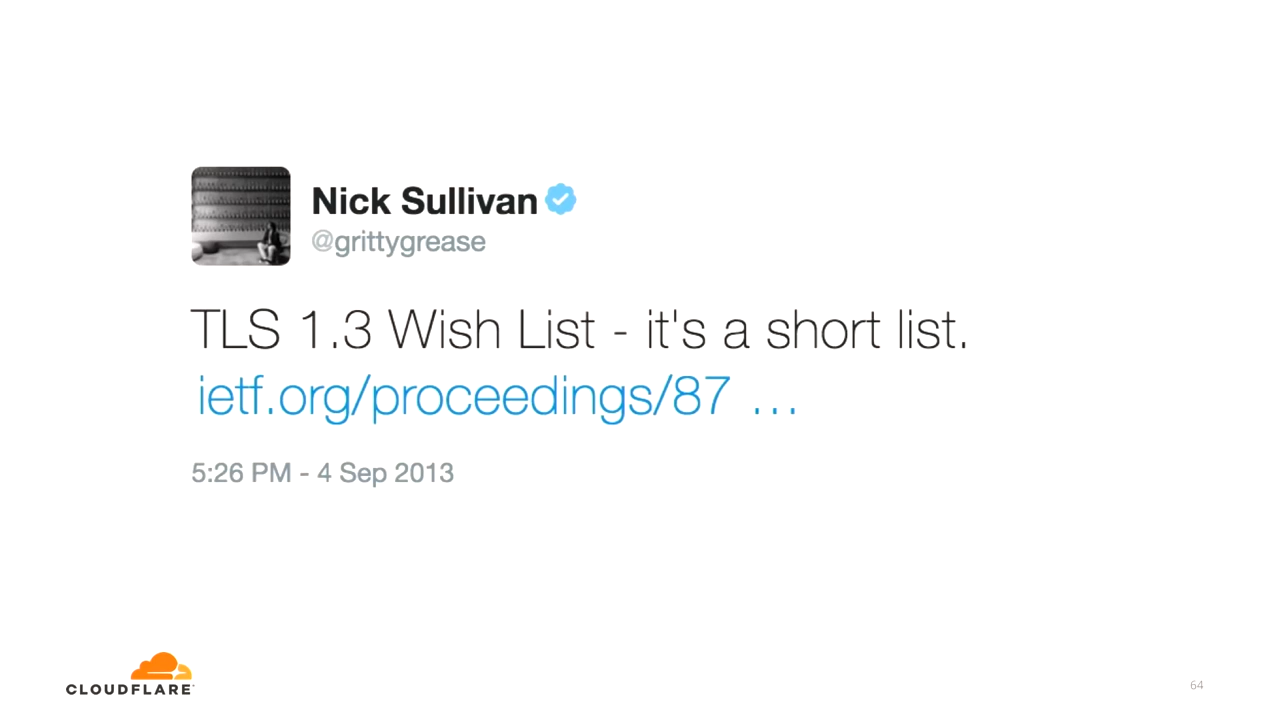 Nick Sullivan
@grittygrease
TLS 1.3 Wish List - it's a short list.
ietf.org/proceedings/87 …
5:26 PM - 4 Sep 2013
CLOUDFLARE
64